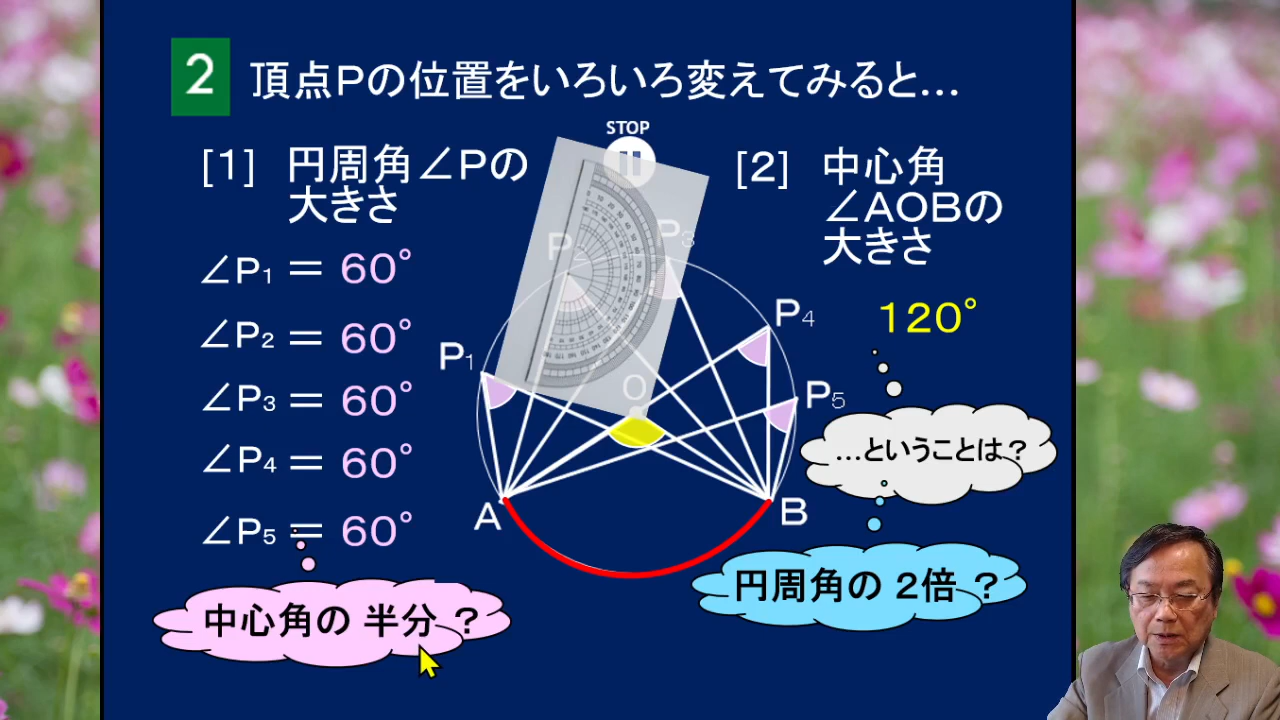 2 頂点Pの位置をいろいろ変えてみると…
STOP
[1] 円周角∠Pの
大きさ
∠P1 = 60°
∠P2 = 60°
∠P3 = 60°
∠P4 = 60°
∠P5 = 60°
中心角の 半分 ?
P1
P2
P3
P4
P5
O
A
B
[2] 中心角
∠AOBの
大きさ
120°
…ということは?
円周角の 2倍 ?